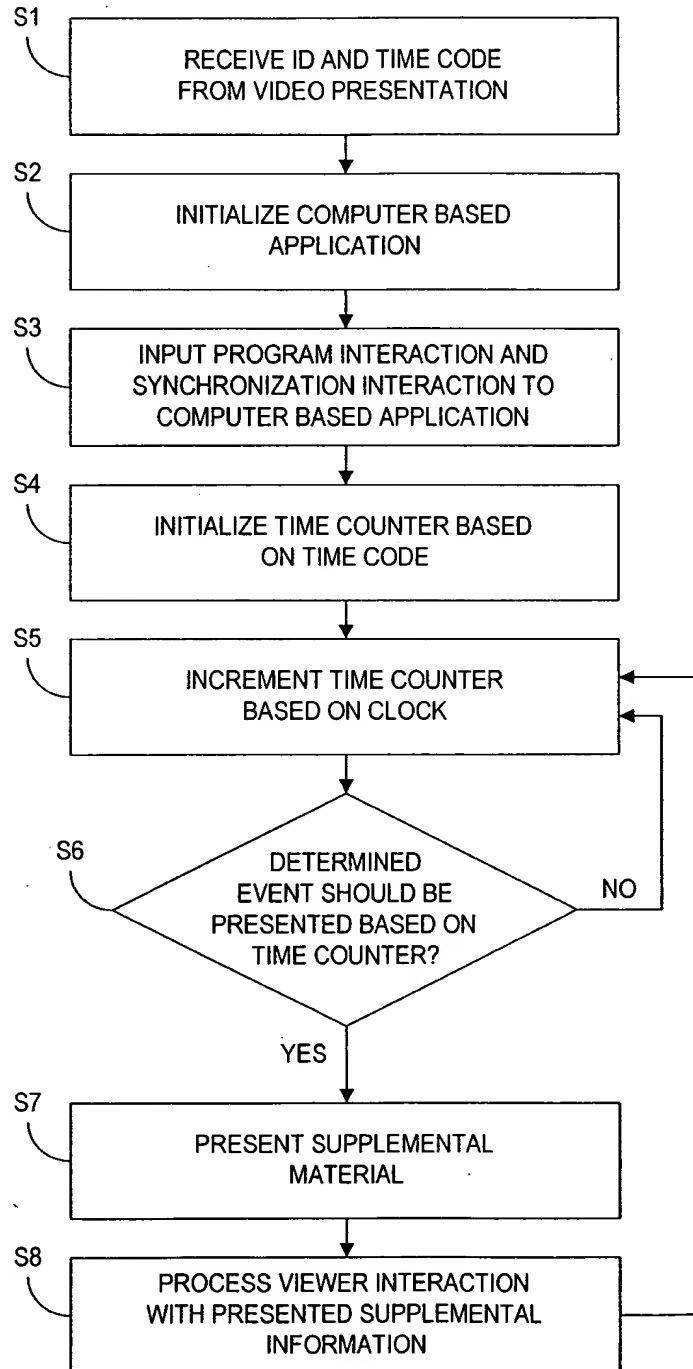 S1
RECEIVE ID AND TIME CODE
FROM VIDEO PRESENTATION
S2
INITIALIZE COMPUTER BASED
APPLICATION
S3
INPUT PROGRAM INTERACTION AND
SYNCHRONIZATION INTERACTION TO
COMPUTER BASED APPLICATION
S4
INITIALIZE TIME COUNTER BASED
ON TIME CODE
S5
INCREMENT TIME COUNTER
BASED ON CLOCK
S6
DETERMINED
EVENT SHOULD BE
PRESENTED BASED ON
TIME COUNTER?
NO
YES
S7
PRESENT SUPPLEMENTAL
MATERIAL
S8
PROCESS VIEWER INTERACTION
WITH PRESENTED SUPPLEMENTAL
INFORMATION